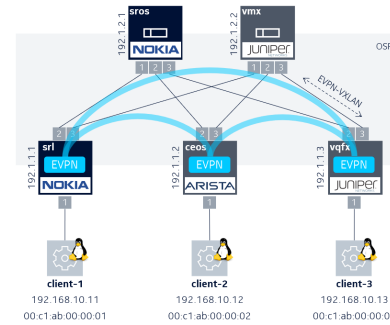 sros
vmx
192.1.2.1
NOKIA
192.1.2.2
JUNIPER
OSP
1 2 3
1 2 3
EVPN-VXLAN
2 3
2 3
2 3
192.1.1.1
srl
EVPN
NOKIA
192.1.1.2
ceos
EVPN
ARISTA
192.1.1.3
vqfx
EVPN
JUNIPER
1
1
1
client-1
client-2
client-3
192.168.10.11
192.168.10.12
192.168.10.13
00:c1:ab:00:00:01
00:c1:ab:00:00:02
00:c1:ab:00:00:0